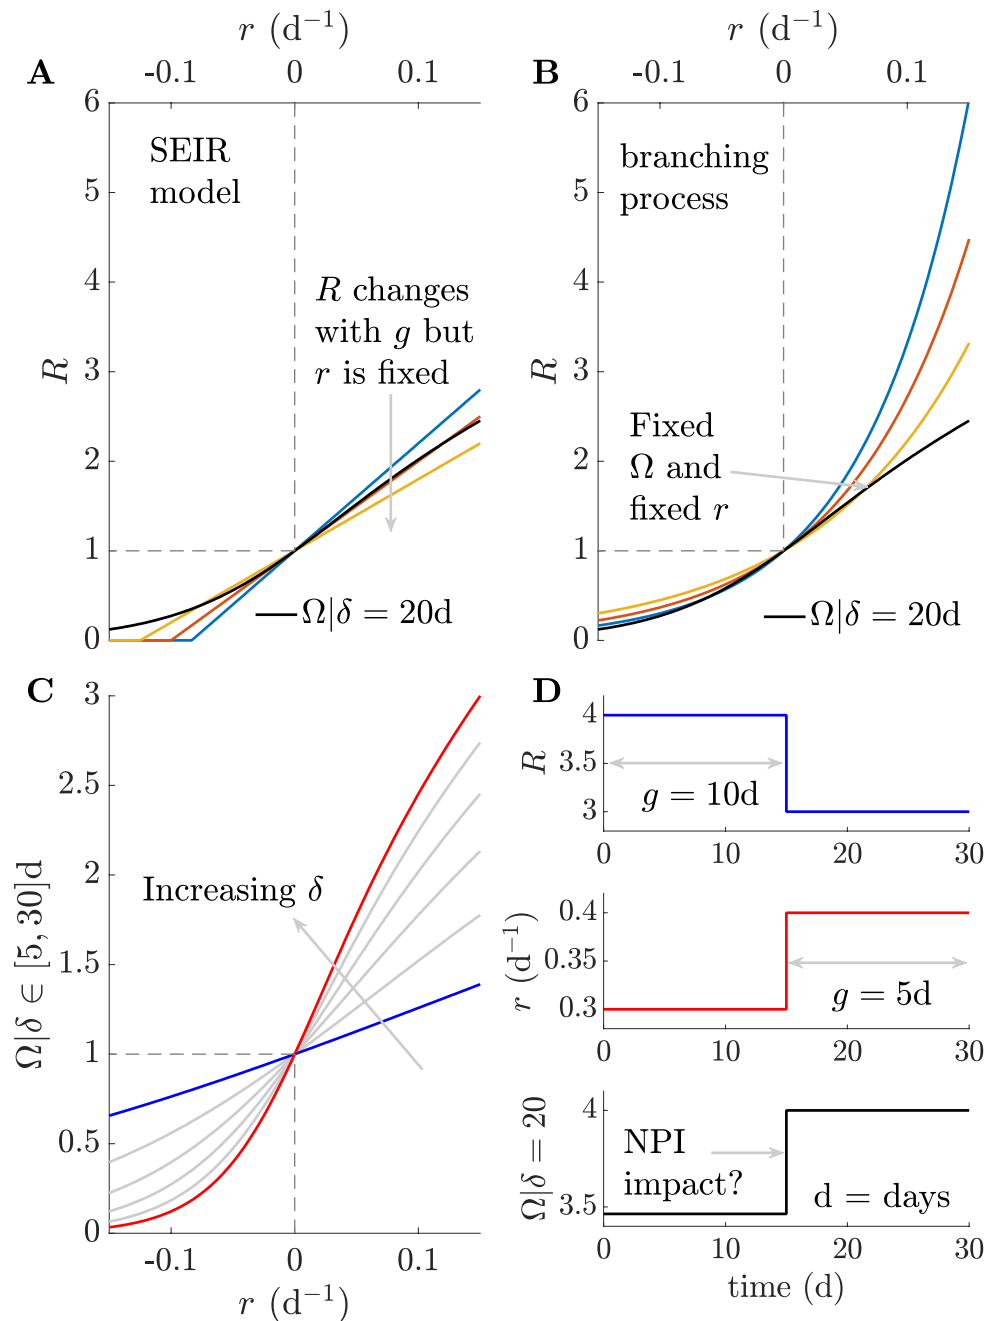 r (d⁻¹)
A
-0.1 0 0.1
6
5
4
3
2
1
0
R
SEIR
model
R changes
with g but
r is fixed
Ω|δ = 20d
r (d⁻¹)
B
-0.1 0 0.1
6
5
4
3
2
1
0
R
branching
process
Fixed
Ω and
fixed r
Ω|δ = 20d
C
3
2.5
2
1.5
1
0.5
0
Ω|δ ∈ [5, 30]d
Increasing δ
-0.1 0 0.1
r (d⁻¹)
D
4
3.5
3
R
g = 10d
0 10 20 30
0.4
0.35
0.3
r (d⁻¹)
g = 5d
0 10 20 30
4
3.5
Ω|δ = 20
NPI
impact?
d = days
0 10 20 30
time (d)